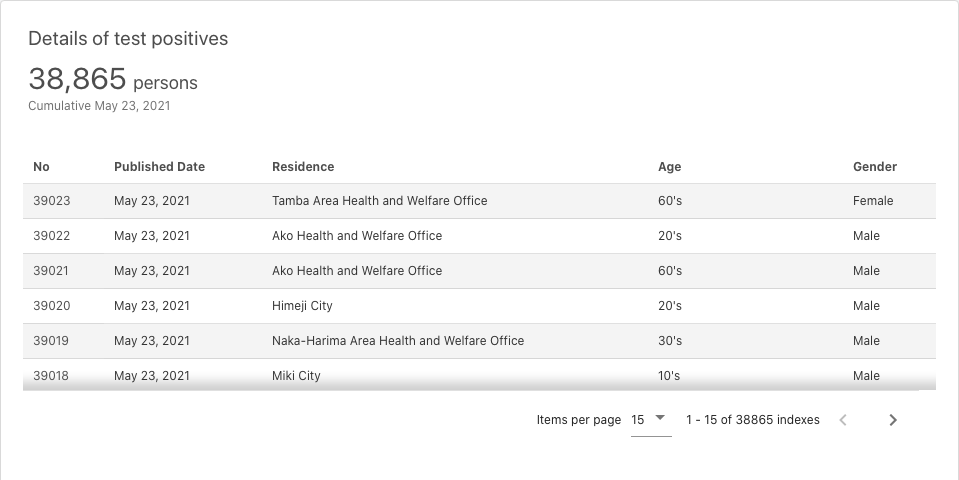 Details of test positives
38,865 persons
Cumulative May 23, 2021
No Published Date Residence Age Gender
39023 May 23, 2021 Tamba Area Health and Welfare Office 60's Female
39022 May 23, 2021 Ako Health and Welfare Office 20's Male
39021 May 23, 2021 Ako Health and Welfare Office 60's Male
39020 May 23, 2021 Himeji City 20's Male
39019 May 23, 2021 Naka-Harima Area Health and Welfare Office 30's Male
39018 May 23, 2021 Miki City 10's Male
Items per page 15 1 - 15 of 38865 indexes